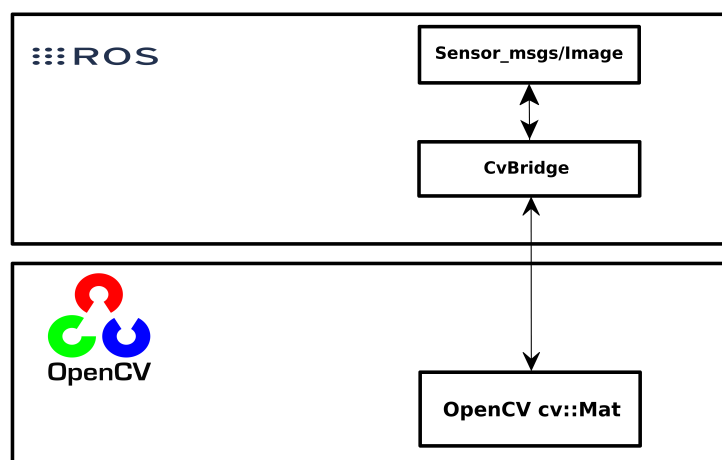 ROS
Sensor_msgs/Image
CvBridge
OpenCV
OpenCV cv::Mat